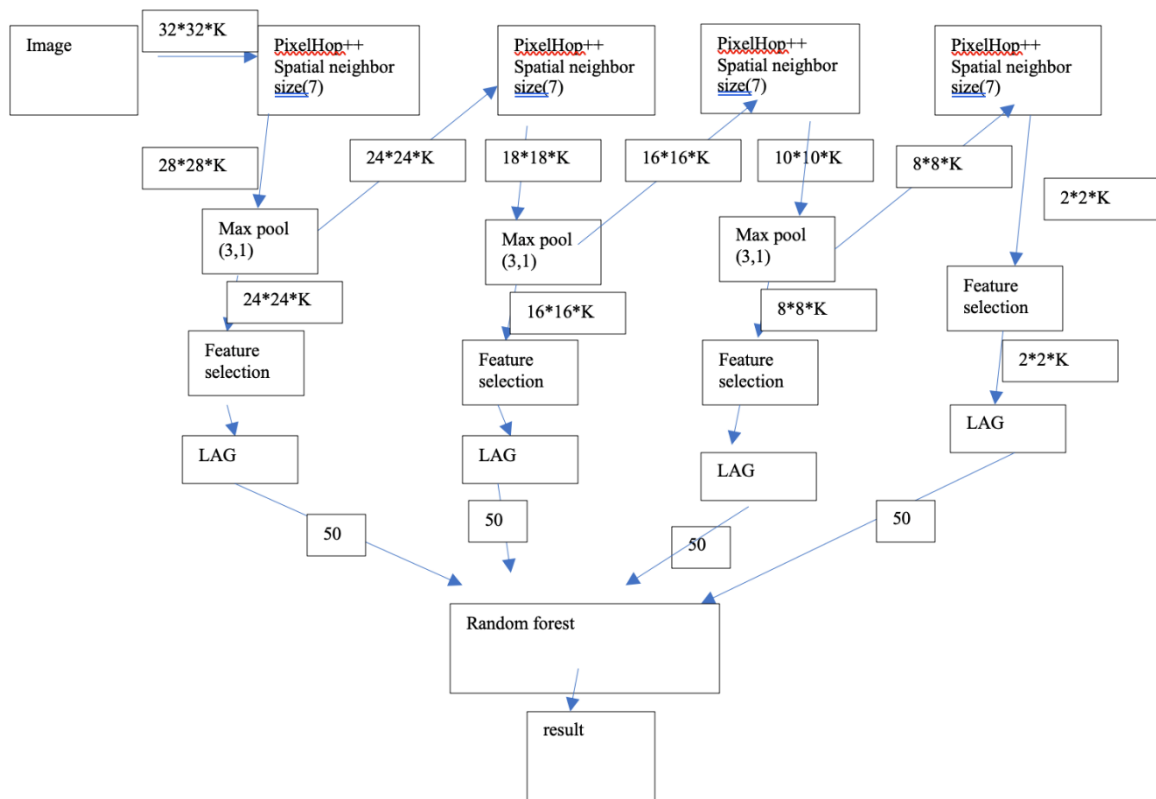 Image
32*32*K
PixelHop++
Spatial neighbor
size(7)
PixelHop++
Spatial neighbor
size(7)
PixelHop++
Spatial neighbor
size(7)
PixelHop++
Spatial neighbor
size(7)
28*28*K
24*24*K
18*18*K
16*16*K
10*10*K
8*8*K
2*2*K
Max pool
(3,1)
Max pool
(3,1)
Max pool
(3,1)
Feature
selection
24*24*K
16*16*K
8*8*K
2*2*K
Feature
selection
Feature
selection
Feature
selection
LAG
LAG
LAG
LAG
50
50
50
50
Random forest
result